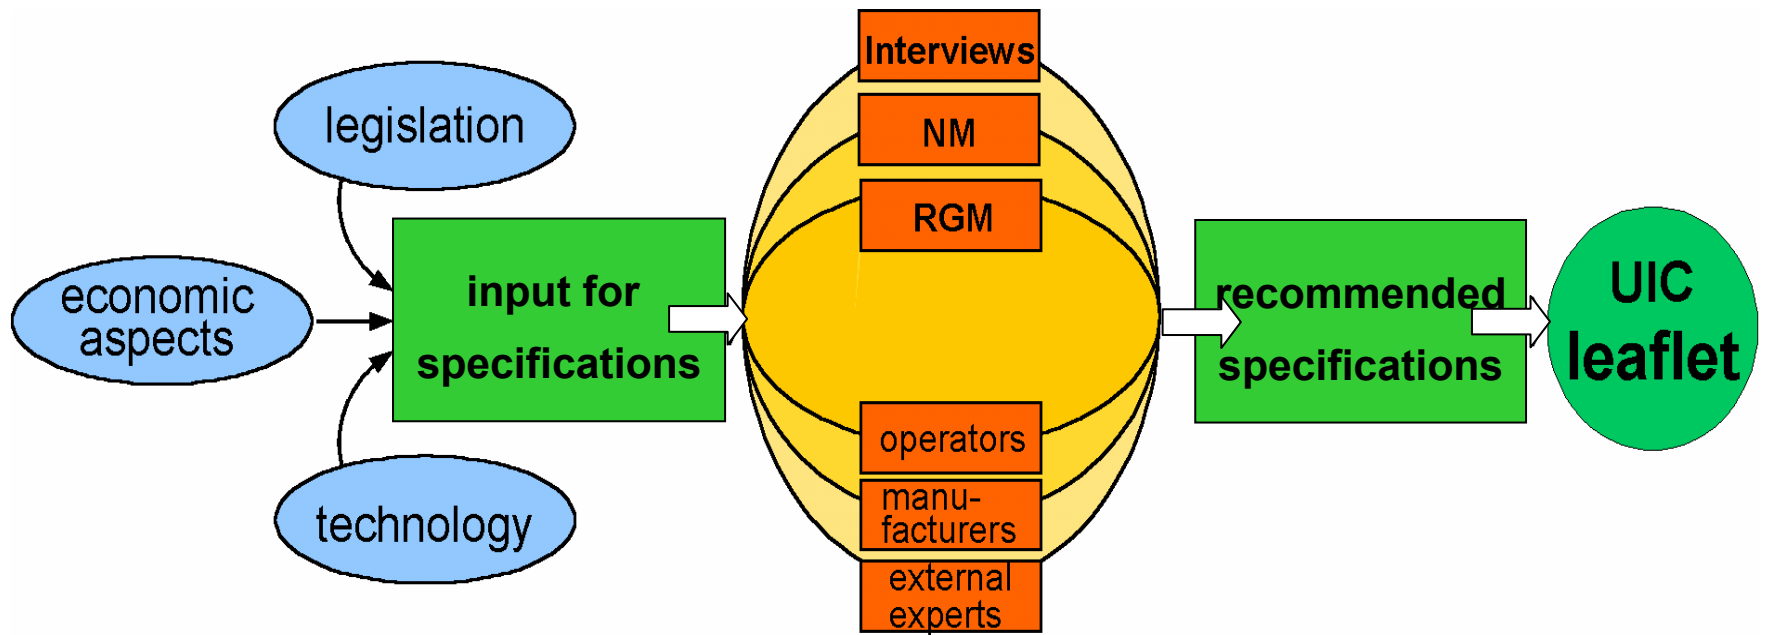 legislation
economic
aspects
technology
input for
specifications
Interviews
NM
RGM
operators
manu-
facturers
external
experts
recommended
specifications
UIC
leaflet